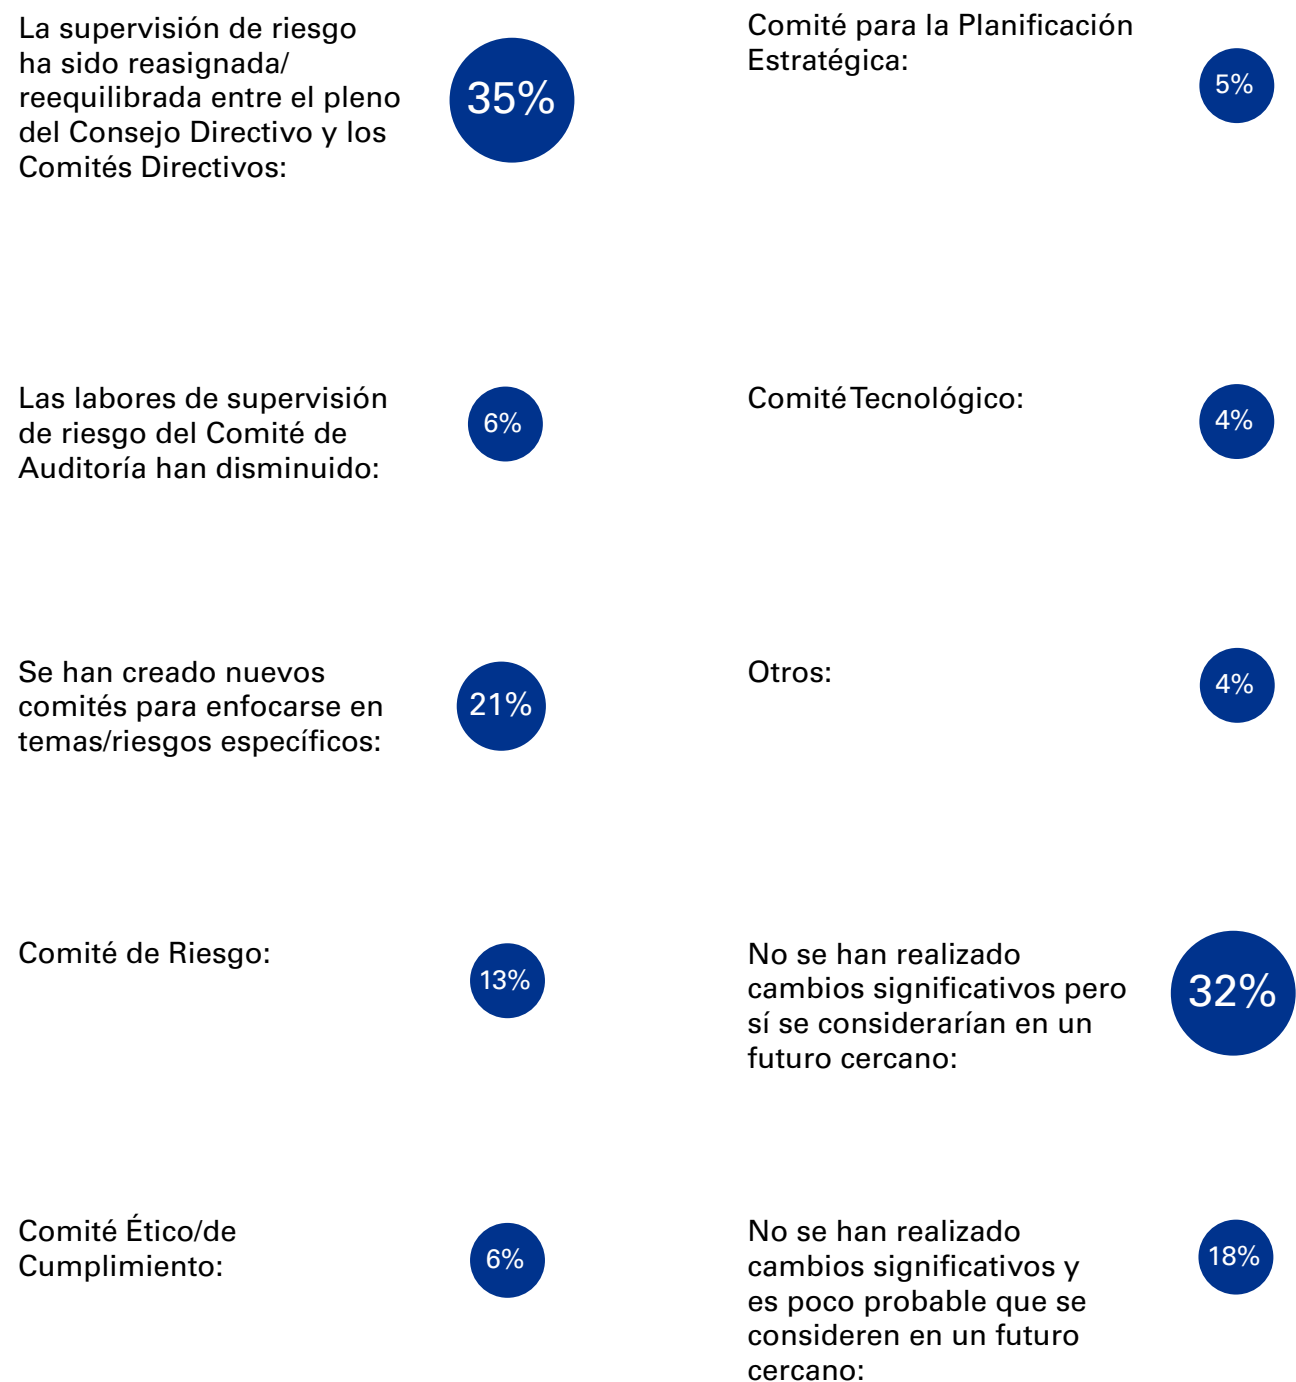 La supervisión de riesgo
ha sido reasignada/
reequilibrada entre el pleno
del Consejo Directivo y los
Comités Directivos:
35%
Las labores de supervisión
de riesgo del Comité de
Auditoría han disminuido:
6%
Se han creado nuevos
comités para enfocarse en
temas/riesgos específicos:
21%
Comité de Riesgo:
13%
Comité Ético/de
Cumplimiento:
6%
Comité para la Planificación
Estratégica:
5%
Comité Tecnológico:
4%
Otros:
4%
No se han realizado
cambios significativos pero
sí se considerarían en un
futuro cercano:
32%
No se han realizado
cambios significativos y
es poco probable que se
consideren en un futuro
cercano:
18%